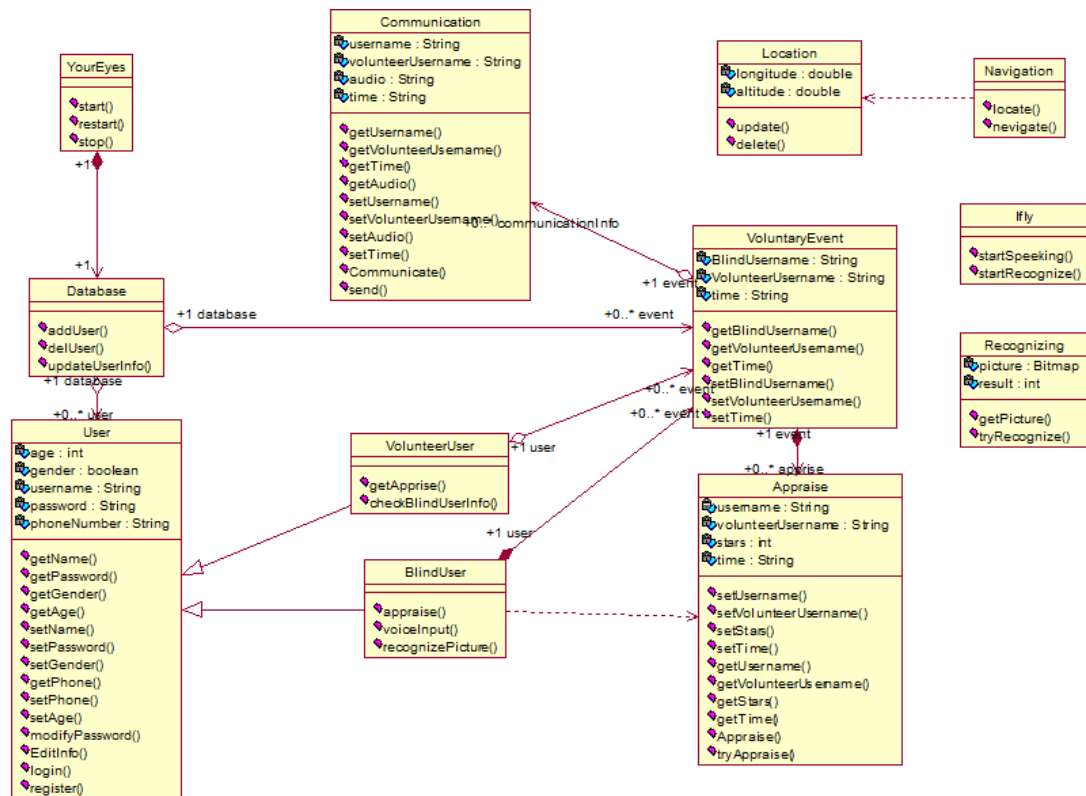 Communication
username : String
volunteerUsername : String
audio : String
time : String
getUsername()
getVolunteerUsername()
getTime()
getAudio()
setUsername()
setVolunteerUsername()
setAudio()
setTime()
Communicate()
send()
YourEyes
start()
restart()
stop()
+1
+1
Location
longitude : double
altitude : double
update()
delete()
Navigation
locate()
nevigate()
+0..* communicationInfo
+1 event
VoluntaryEvent
BlindUsername : String
VolunteerUsername : String
time : String
getBlindUsername()
getVolunteerUsername()
getTime()
setBlindUsername()
setVolunteerUsername()
setTime()
Ifly
startSpeeking()
startRecognize()
Database
addUser()
delUser()
updateUserInfo()
+1 database
+0..* event
+1 database
+0..* user
Recognizing
picture : Bitmap
result : int
getPicture()
tryRecognize()
User
age : int
gender : boolean
username : String
password : String
phoneNumber : String
getName()
getPassword()
getGender()
getAge()
setName()
setPassword()
setGender()
getPhone()
setPhone()
setAge()
modifyPassword()
EditInfo()
login()
register()
VolunteerUser
getApprise()
checkBlindUserInfo()
+1 user
+0..* event
+0..* event
BlindUser
appraise()
voiceInput()
recognizePicture()
+1 user
+1 event
+0..* apprise
Appraise
username : String
volunteerUsername : String
stars : int
time : String
setUsername()
setVolunteerUsername()
setStars()
setTime()
getUsername()
getVolunteerUsername()
getStars()
getTime()
Appraise()
tryAppraise()